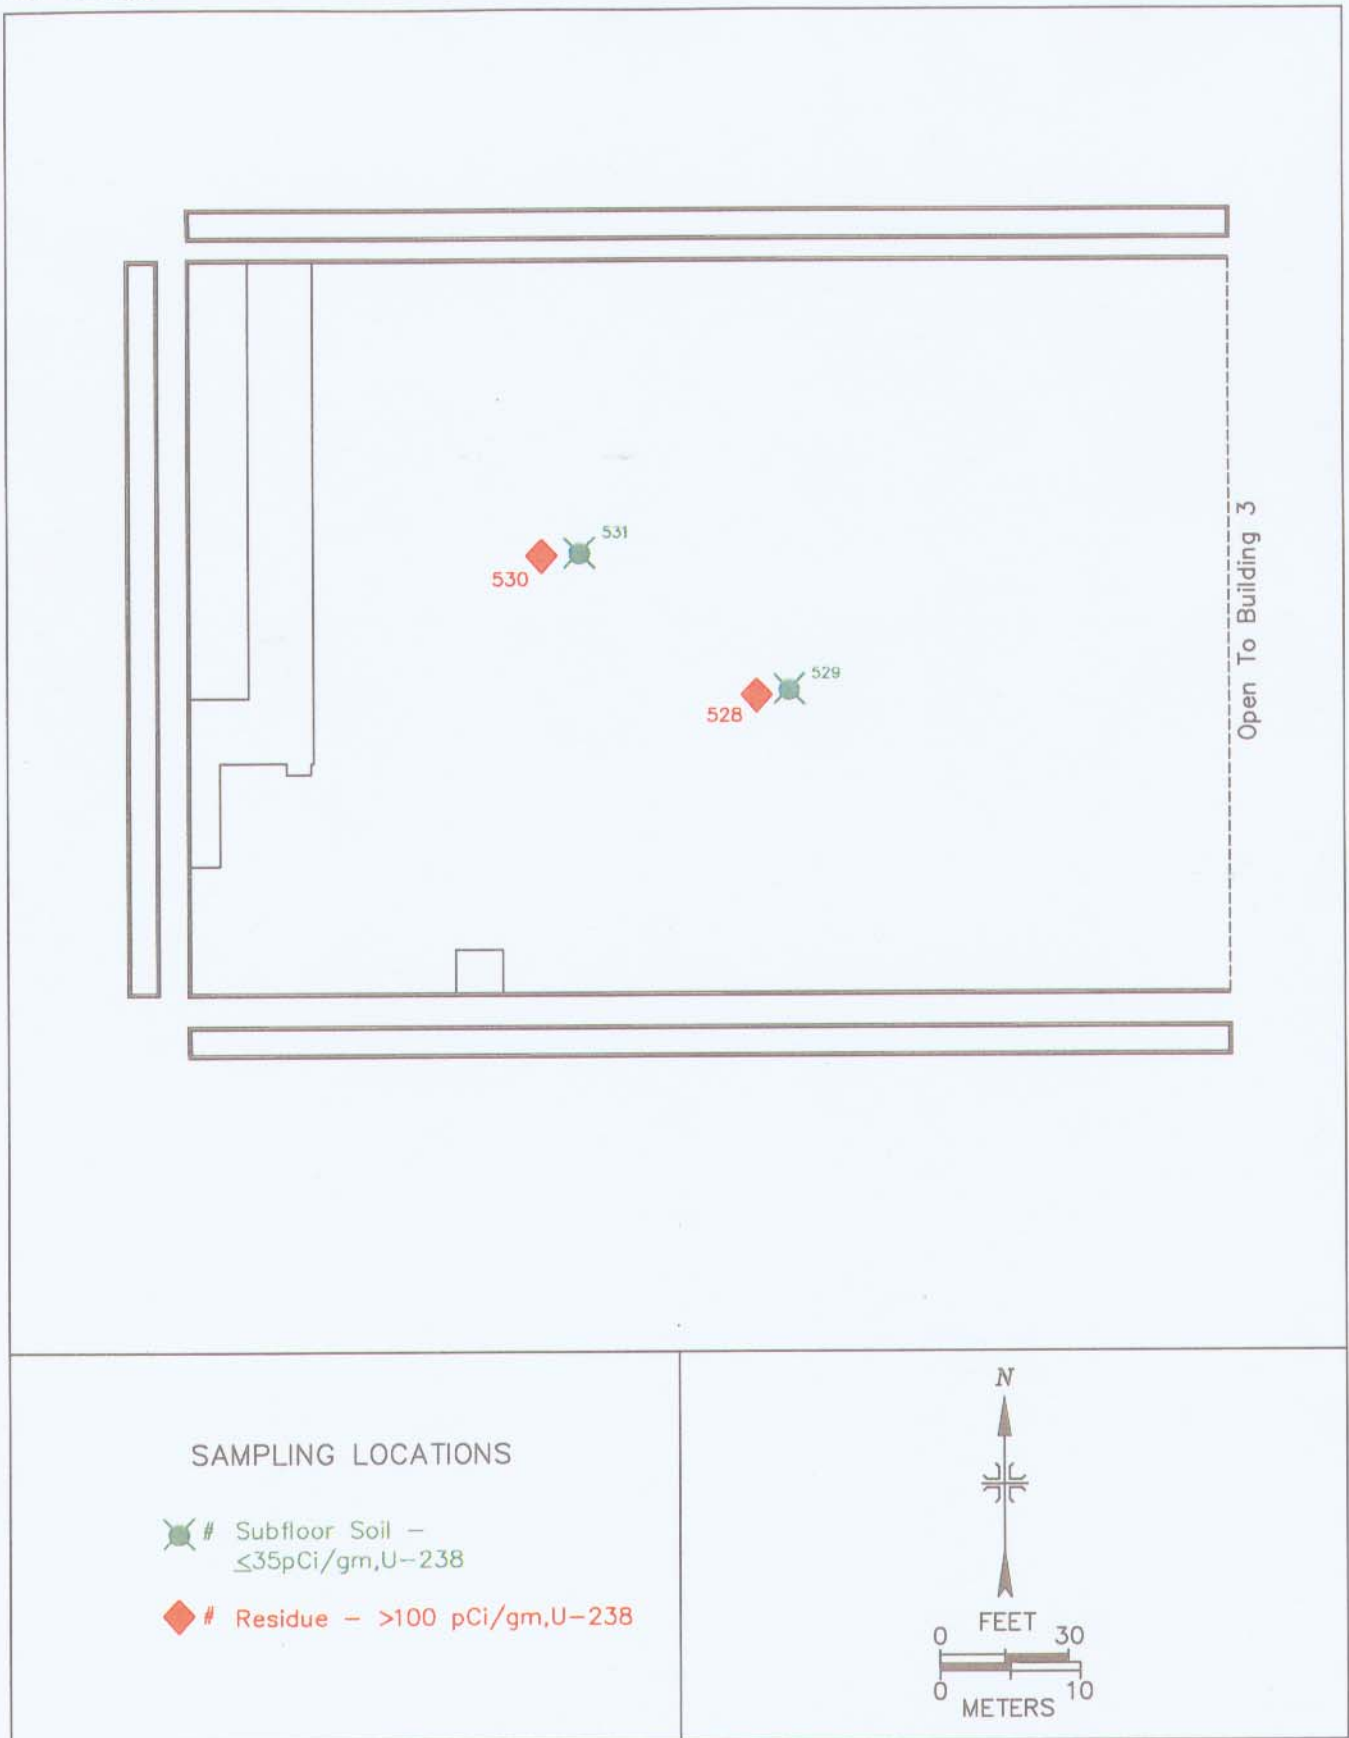 531
530
529
528
Open To Building 3
SAMPLING LOCATIONS
# Subfloor Soil –
≤35pCi/gm,U–238
# Residue – >100 pCi/gm,U–238
N
FEET
0 30
0 10
METERS